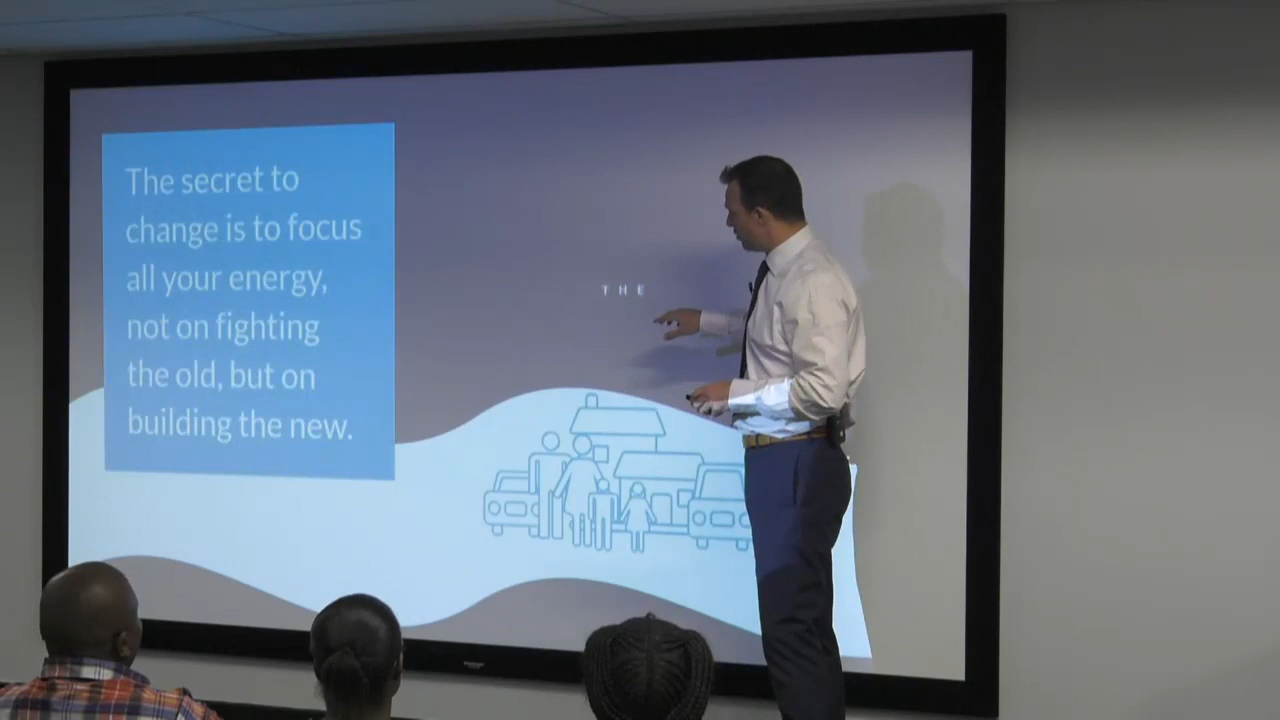 The secret to
change is to focus
all your energy,
not on fighting
the old, but on
building the new.
THE